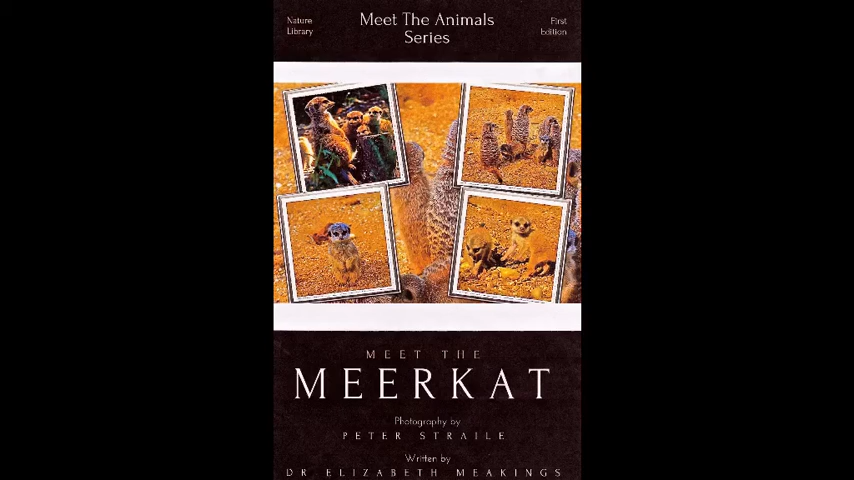 Nature
Library
Meet The Animals
Series
First
Edition
MEET THE
MEERKAT
Photography by
PETER STRAILE
Written by
DR ELIZABETH MEAKINGS